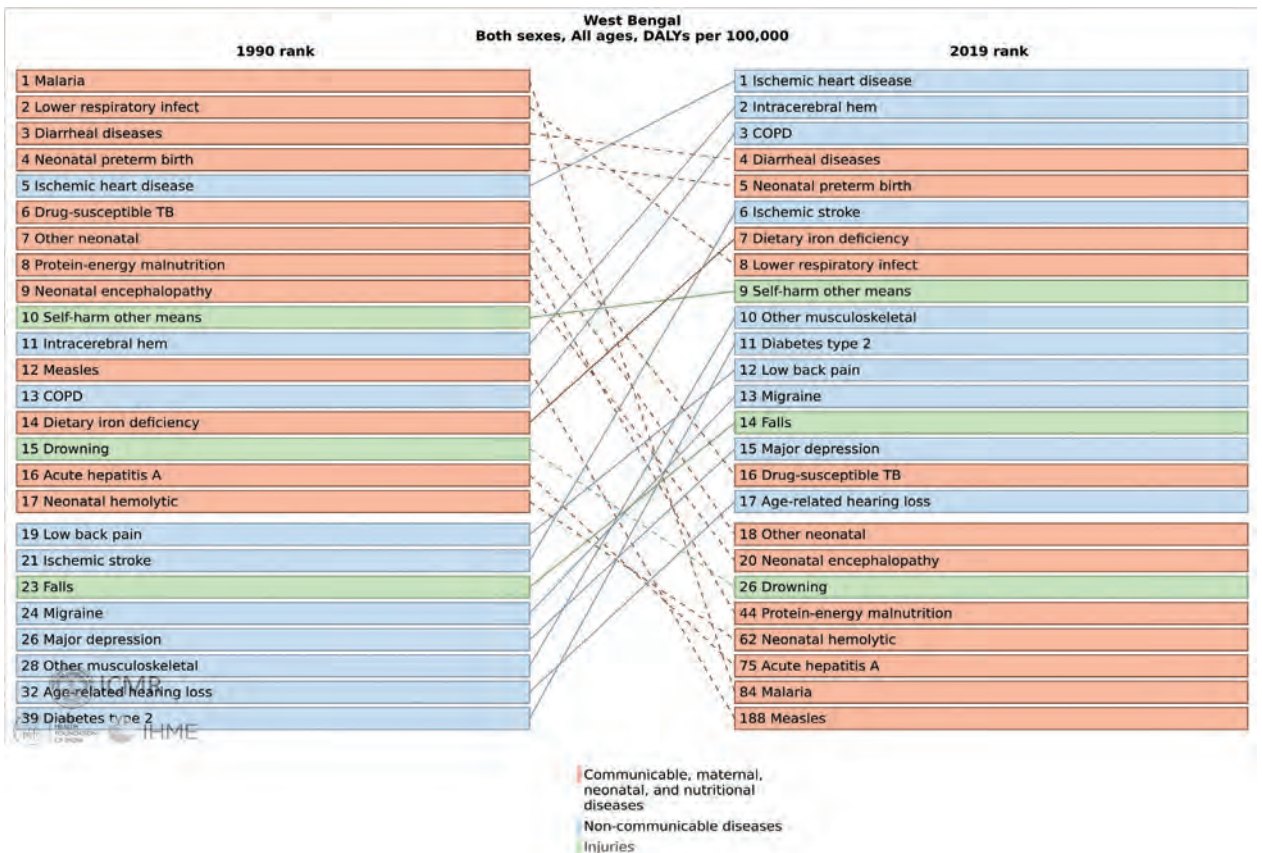 West Bengal
Both sexes, All ages, DALYs per 100,000
1990 rank
2019 rank
1 Malaria
2 Lower respiratory infect
3 Diarrheal diseases
4 Neonatal preterm birth
5 Ischemic heart disease
6 Drug-susceptible TB
7 Other neonatal
8 Protein-energy malnutrition
9 Neonatal encephalopathy
10 Self-harm other means
11 Intracerebral hem
12 Measles
13 COPD
14 Dietary iron deficiency
15 Drowning
16 Acute hepatitis A
17 Neonatal hemolytic
19 Low back pain
21 Ischemic stroke
23 Falls
24 Migraine
26 Major depression
28 Other musculoskeletal
32 Age-related hearing loss
39 Diabetes type 2
1 Ischemic heart disease
2 Intracerebral hem
3 COPD
4 Diarrheal diseases
5 Neonatal preterm birth
6 Ischemic stroke
7 Dietary iron deficiency
8 Lower respiratory infect
9 Self-harm other means
10 Other musculoskeletal
11 Diabetes type 2
12 Low back pain
13 Migraine
14 Falls
15 Major depression
16 Drug-susceptible TB
17 Age-related hearing loss
18 Other neonatal
20 Neonatal encephalopathy
26 Drowning
44 Protein-energy malnutrition
62 Neonatal hemolytic
75 Acute hepatitis A
84 Malaria
188 Measles
ICMR
IHME
Communicable, maternal,
neonatal, and nutritional
diseases
Non-communicable diseases
Injuries